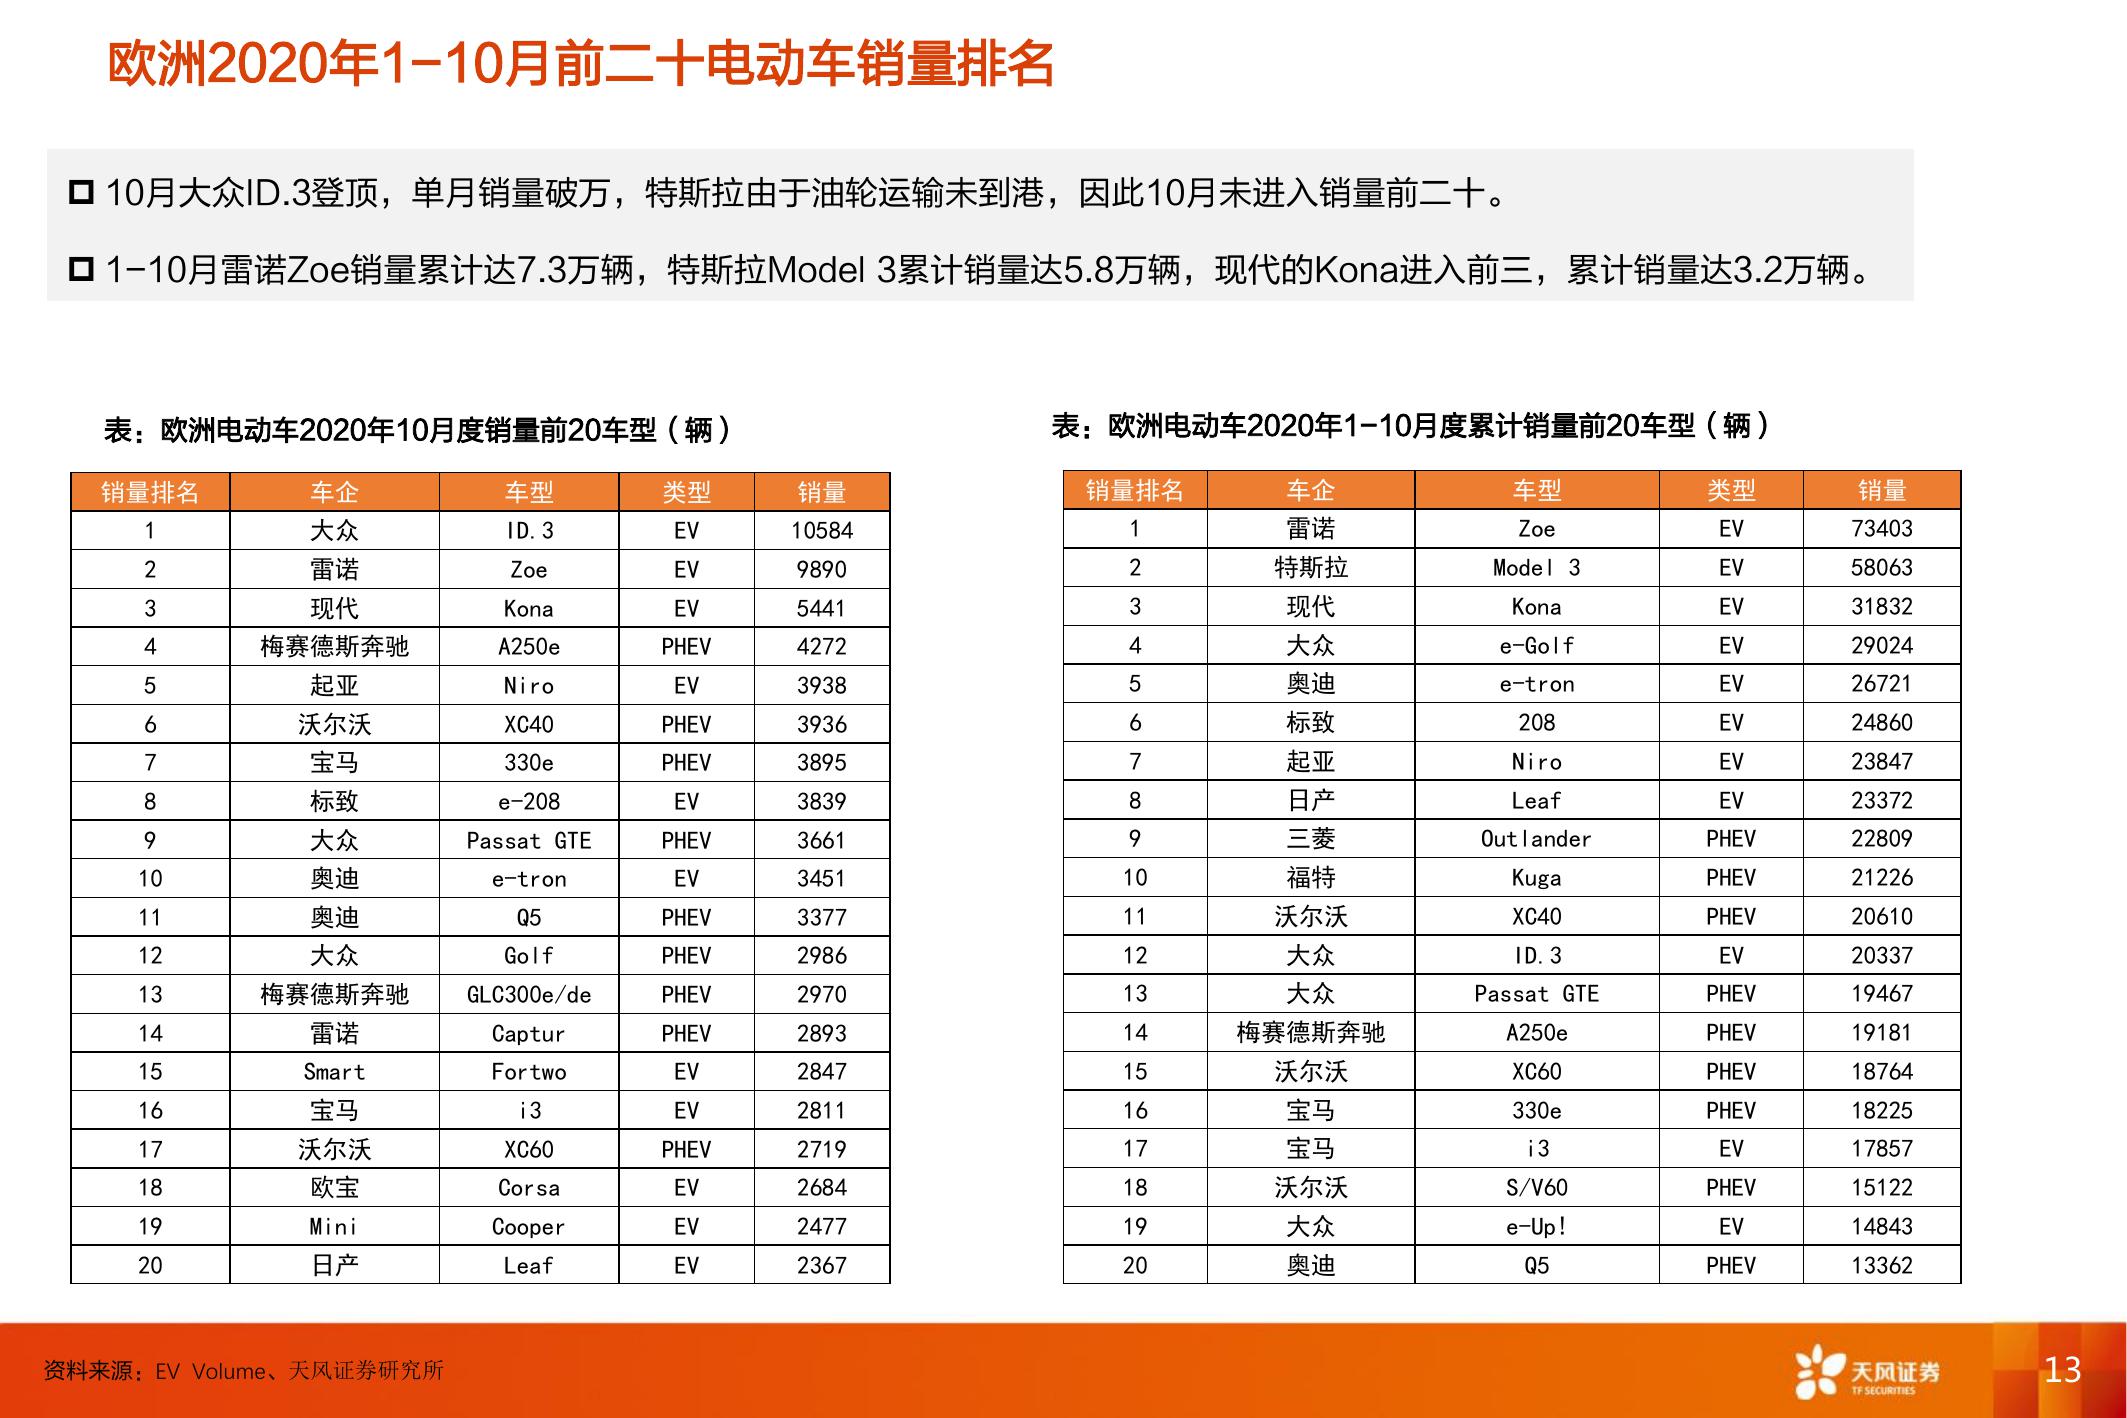 欧洲2020年1-10月前二十电动车销量排名
10月大众ID.3登顶，单月销量破万，特斯拉由于油轮运输未到港，因此10月未进入销量前二十。
1-10月雷诺Zoe销量累计达7.3万辆，特斯拉Model 3累计销量达5.8万辆，现代的Kona进入前三，累计销量达3.2万辆。
表：欧洲电动车2020年10月度销量前20车型（辆）
销量排名 车企 车型 类型 销量
1 大众 ID.3 EV 10584
2 雷诺 Zoe EV 9890
3 现代 Kona EV 5441
4 梅赛德斯奔驰 A250e PHEV 4272
5 起亚 Niro EV 3938
6 沃尔沃 XC40 PHEV 3936
7 宝马 330e PHEV 3895
8 标致 e-208 EV 3839
9 大众 Passat GTE PHEV 3661
10 奥迪 e-tron EV 3451
11 奥迪 Q5 PHEV 3377
12 大众 Golf PHEV 2986
13 梅赛德斯奔驰 GLC300e/de PHEV 2970
14 雷诺 Captur PHEV 2893
15 Smart Fortwo EV 2847
16 宝马 i3 EV 2811
17 沃尔沃 XC60 PHEV 2719
18 欧宝 Corsa EV 2684
19 Mini Cooper EV 2477
20 日产 Leaf EV 2367
表：欧洲电动车2020年1-10月度累计销量前20车型（辆）
销量排名 车企 车型 类型 销量
1 雷诺 Zoe EV 73403
2 特斯拉 Model 3 EV 58063
3 现代 Kona EV 31832
4 大众 e-Golf EV 29024
5 奥迪 e-tron EV 26721
6 标致 208 EV 24860
7 起亚 Niro EV 23847
8 日产 Leaf EV 23372
9 三菱 Outlander PHEV 22809
10 福特 Kuga PHEV 21226
11 沃尔沃 XC40 PHEV 20610
12 大众 ID.3 EV 20337
13 大众 Passat GTE PHEV 19467
14 梅赛德斯奔驰 A250e PHEV 19181
15 沃尔沃 XC60 PHEV 18764
16 宝马 330e PHEV 18225
17 宝马 i3 EV 17857
18 沃尔沃 S/V60 PHEV 15122
19 大众 e-Up! EV 14843
20 奥迪 Q5 PHEV 13362
资料来源：EV Volume、天风证券研究所
天风证券
TF SECURITIES
13